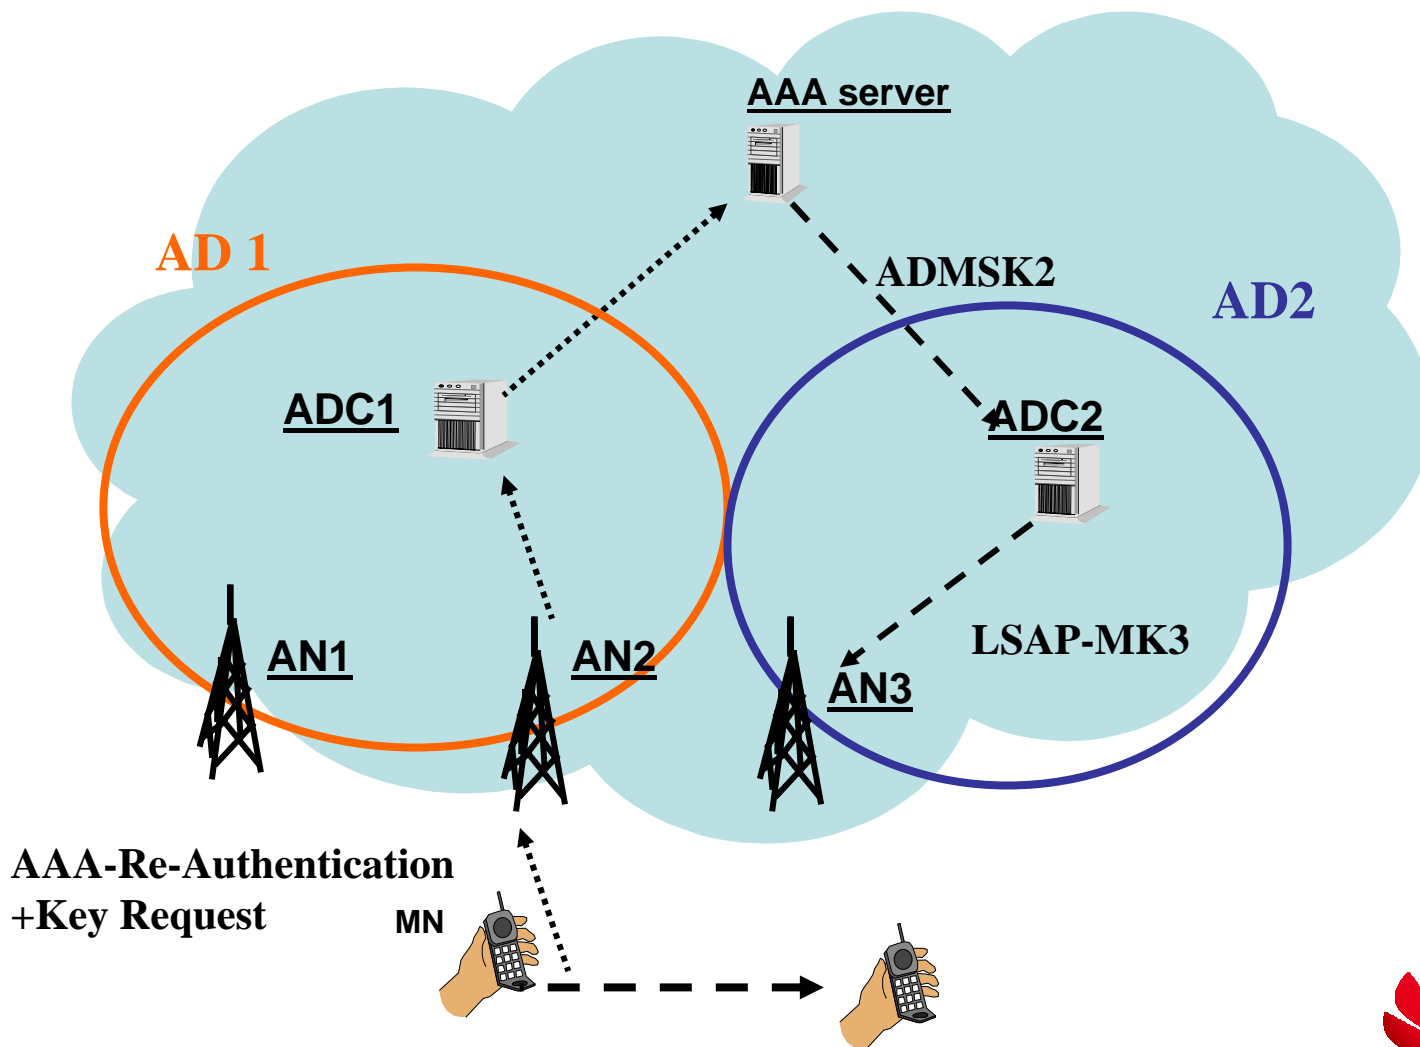 AAA server
AD 1
ADMSK2
AD2
ADC1
ADC2
AN1
AN2
LSAP-MK3
AN3
AAA-Re-Authentication
+Key Request
MN